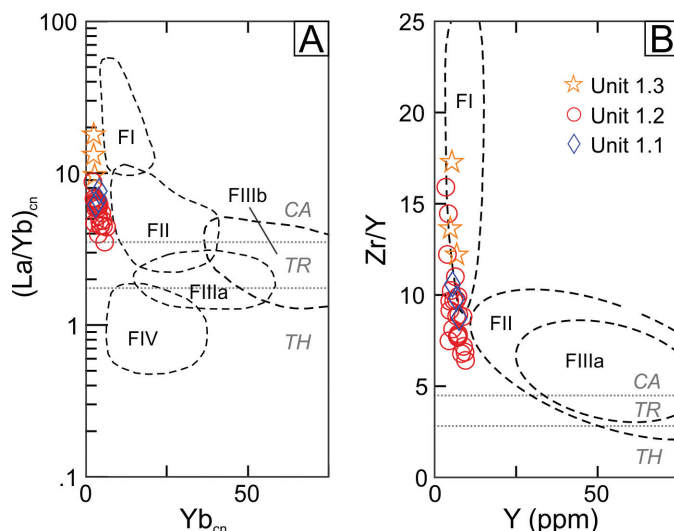 A
100
10
1
.1
(La/Yb)cn
0
50
Ybcn
FI
FII
FIIIb
FIIIa
FIV
CA
TR
TH
B
25
20
15
10
5
0
Zr/Y
0
50
Y (ppm)
FI
Unit 1.3
Unit 1.2
Unit 1.1
FII
FIIIa
CA
TR
TH